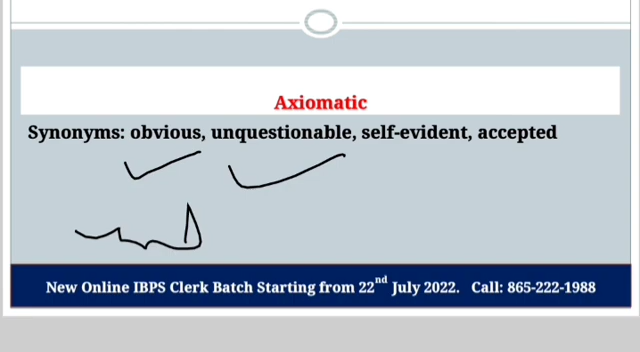 Axiomatic
Synonyms: obvious, unquestionable, self-evident, accepted
New Online IBPS Clerk Batch Starting from 22nd July 2022. Call: 865-222-1988